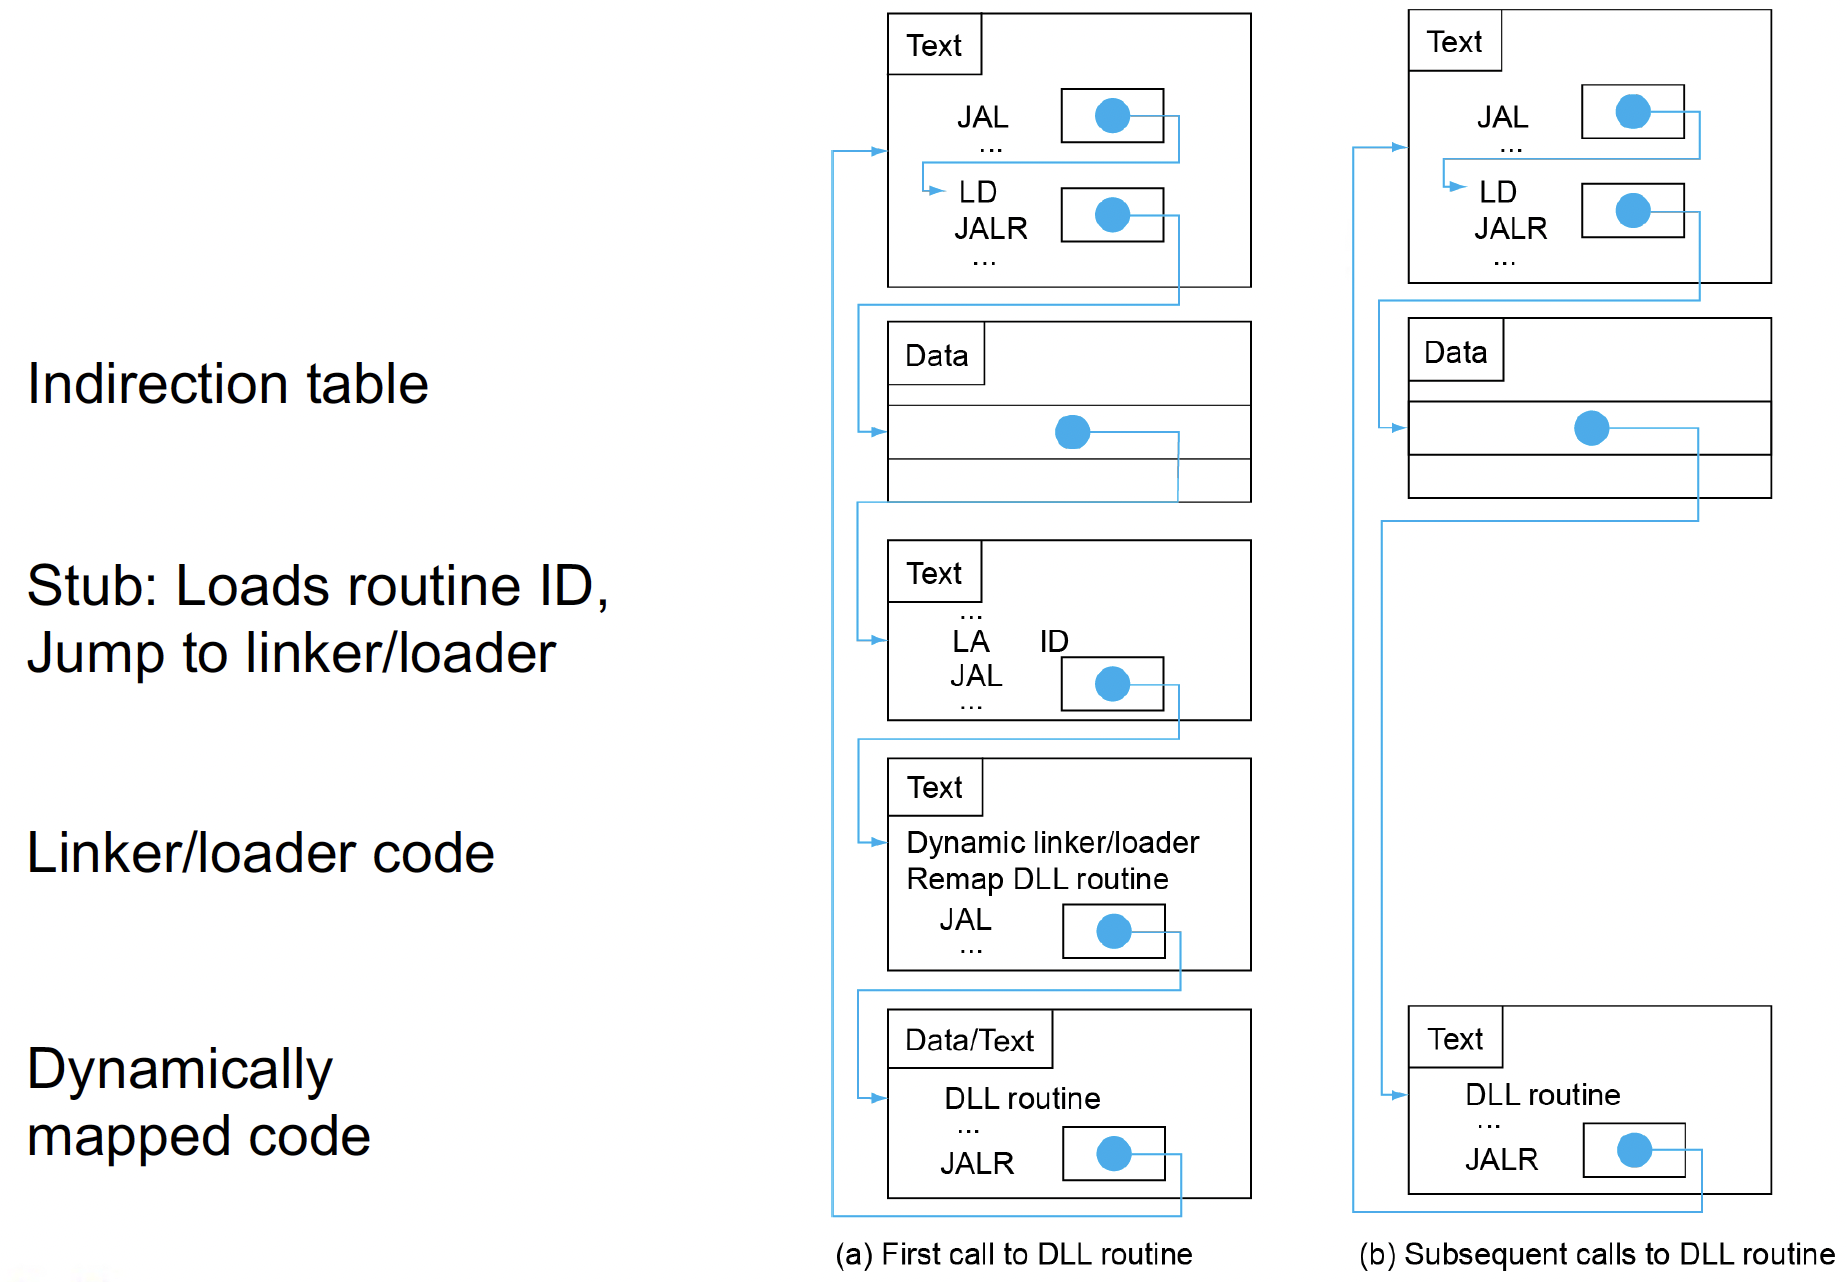 Indirection table
Stub: Loads routine ID,
Jump to linker/loader
Linker/loader code
Dynamically
mapped code
Text
JAL
...
LD
JALR
...
Data
Text
...
LA ID
JAL
...
Text
Dynamic linker/loader
Remap DLL routine
JAL
...
Data/Text
DLL routine
...
JALR
(a) First call to DLL routine
Text
JAL
...
LD
JALR
...
Data
Text
DLL routine
...
JALR
(b) Subsequent calls to DLL routine